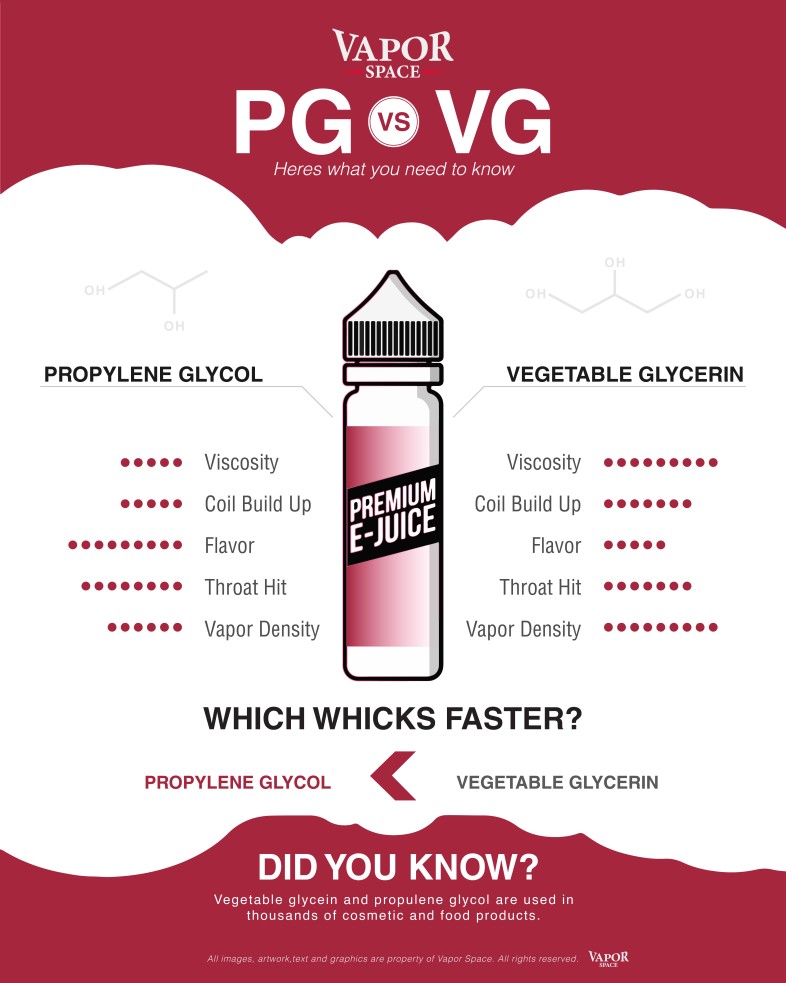 VAPOR
SPACE
PG VS VG
Heres what you need to know
OH
OH
OH
OH
OH
PROPYLENE GLYCOL
VEGETABLE GLYCERIN
Viscosity
Coil Build Up
Flavor
Throat Hit
Vapor Density
PREMIUM
E-JUICE
Viscosity
Coil Build Up
Flavor
Throat Hit
Vapor Density
WHICH WHICKS FASTER?
PROPYLENE GLYCOL
VEGETABLE GLYCERIN
DID YOU KNOW?
Vegetable glycein and propulene glycol are used in
thousands of cosmetic and food products.
All images, artwork,text and graphics are property of Vapor Space. All rights reserved.
VAPOR
SPACE